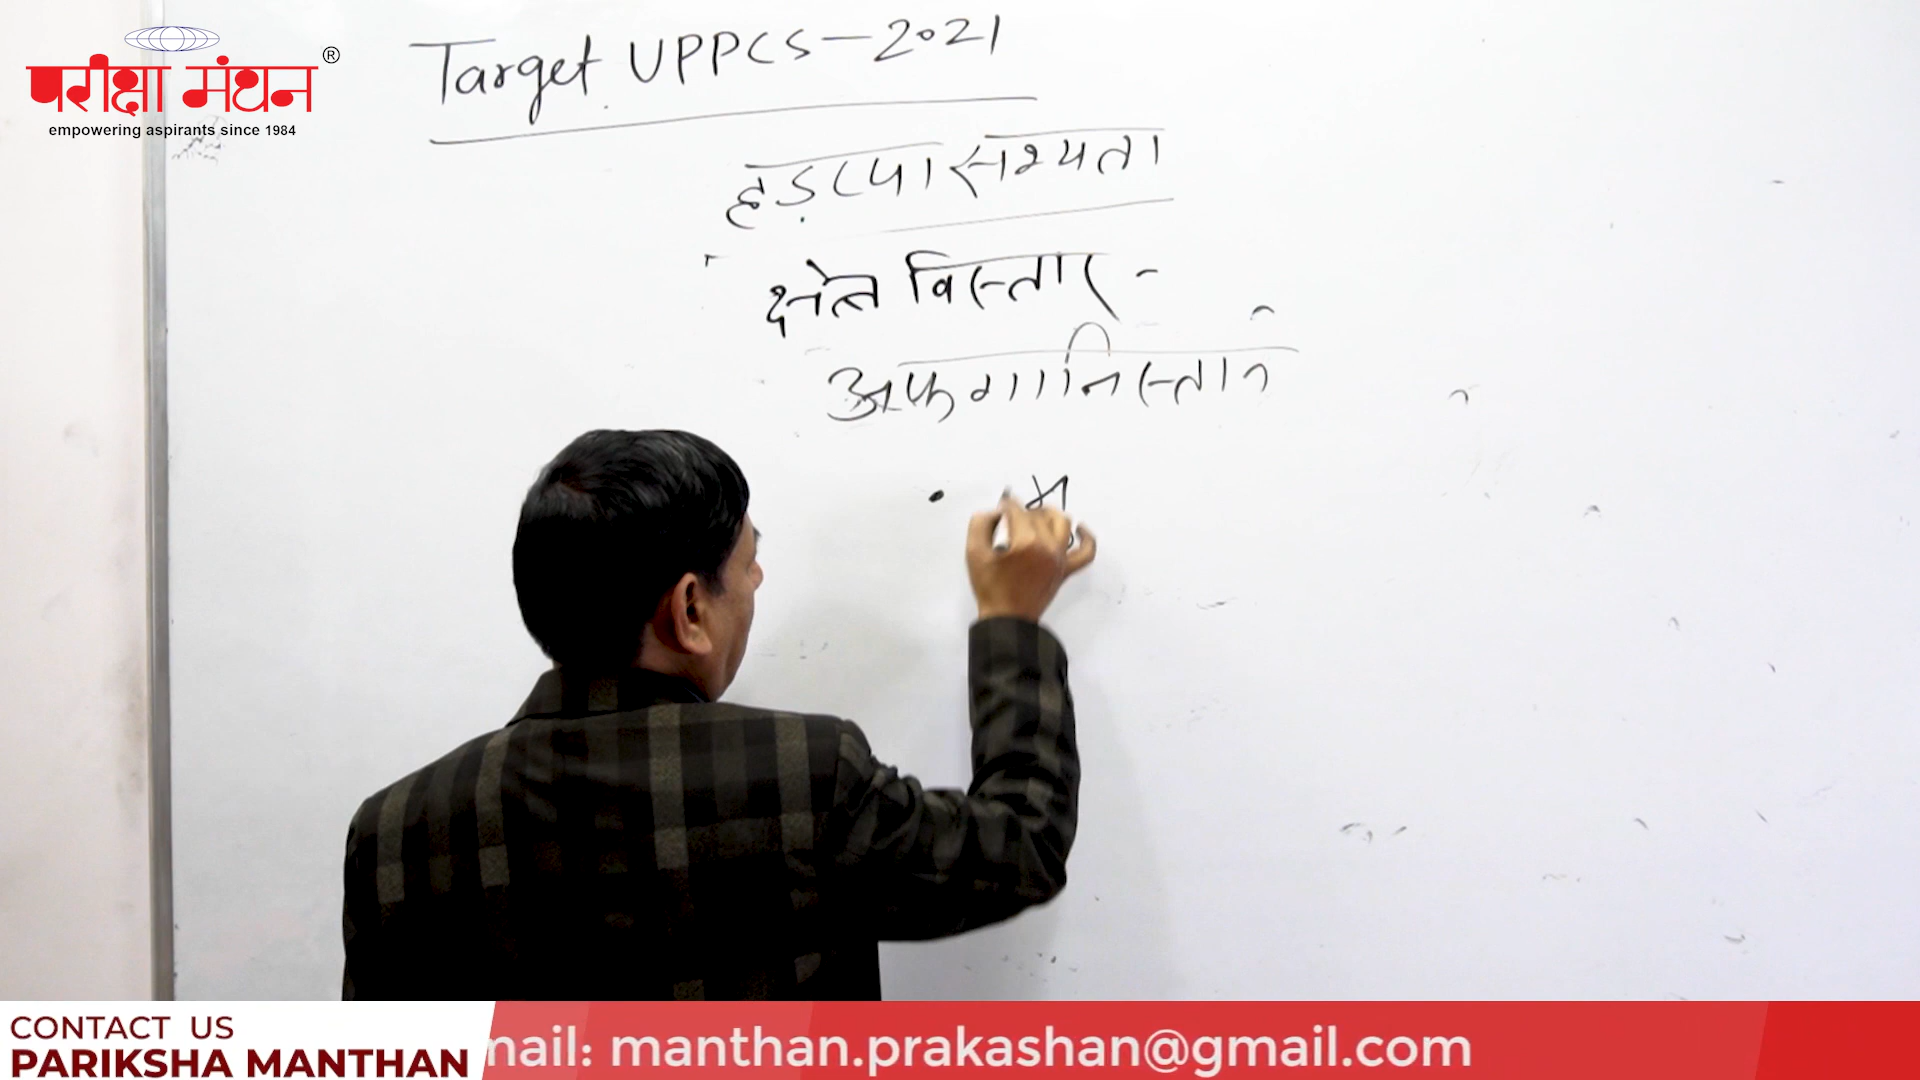 परीक्षा मंथन ®
empowering aspirants since 1984
Target UPPCS-2021
हड़प्पा सभ्यता
क्षेत्र विस्तार -
अफगानिस्तान
CONTACT US
PARIKSHA MANTHAN
mail: manthan.prakashan@gmail.com